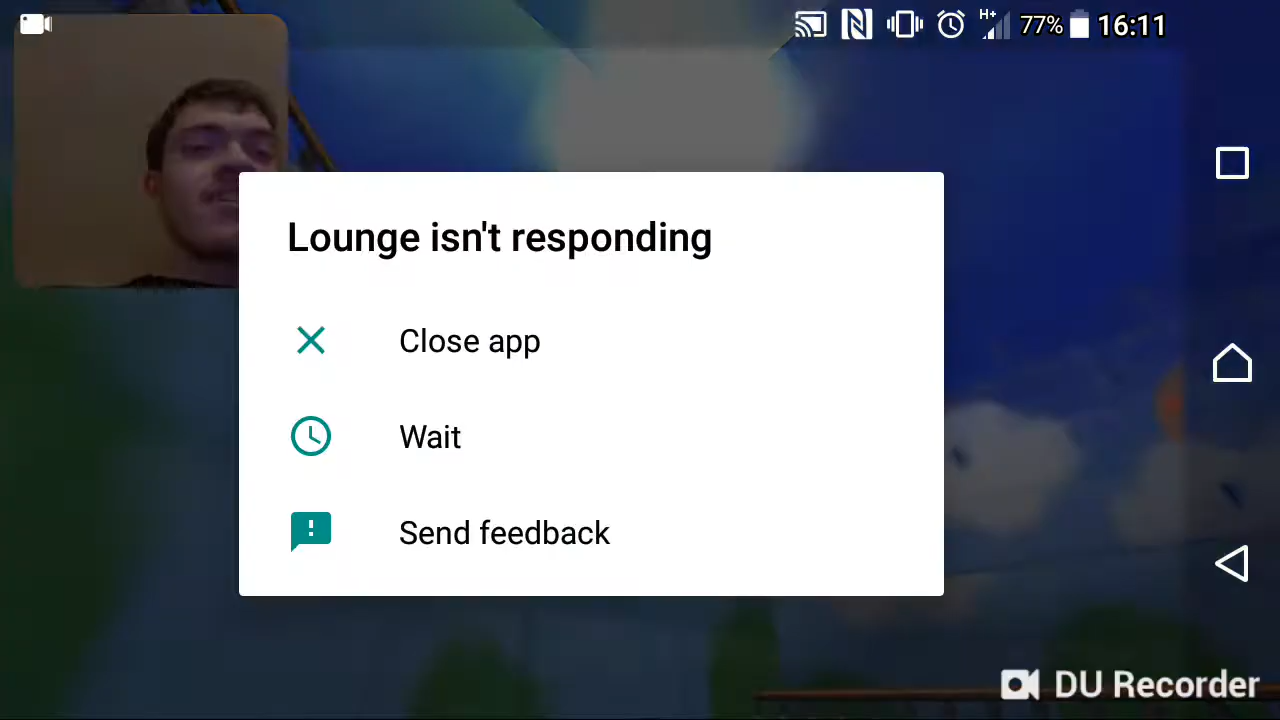 H+ 77% 16:11
Lounge isn't responding
Close app
Wait
Send feedback
DU Recorder